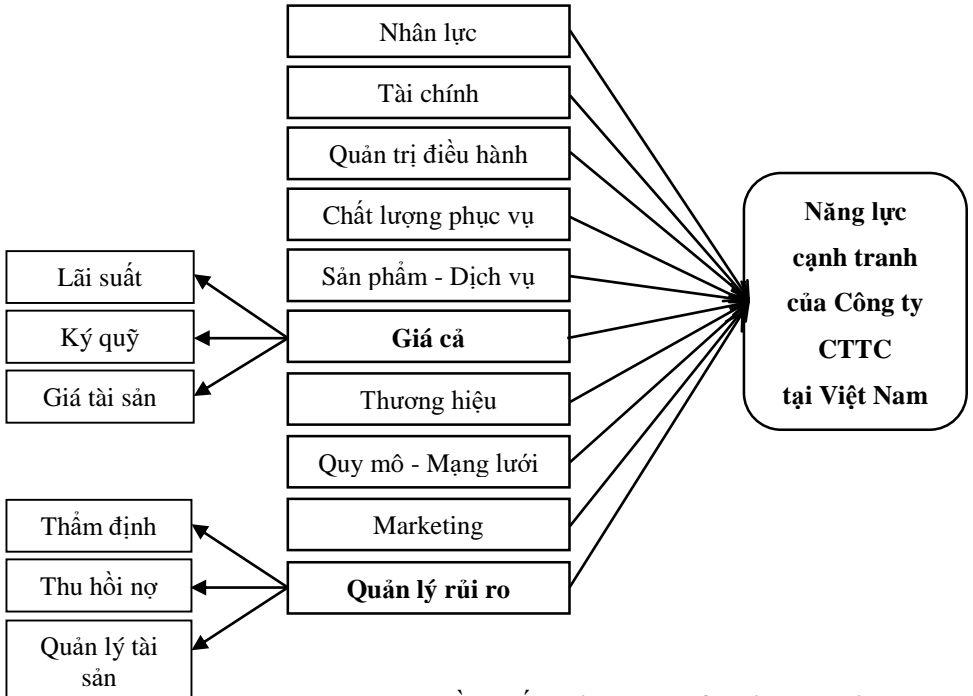 Nhân lực
Tài chính
Quản trị điều hành
Chất lượng phục vụ
Sản phẩm - Dịch vụ
Giá cả
Thương hiệu
Quy mô - Mạng lưới
Marketing
Quản lý rủi ro
Lãi suất
Ký quỹ
Giá tài sản
Thẩm định
Thu hồi nợ
Quản lý tài
sản
Năng lực
cạnh tranh
của Công ty
CTTC
tại Việt Nam